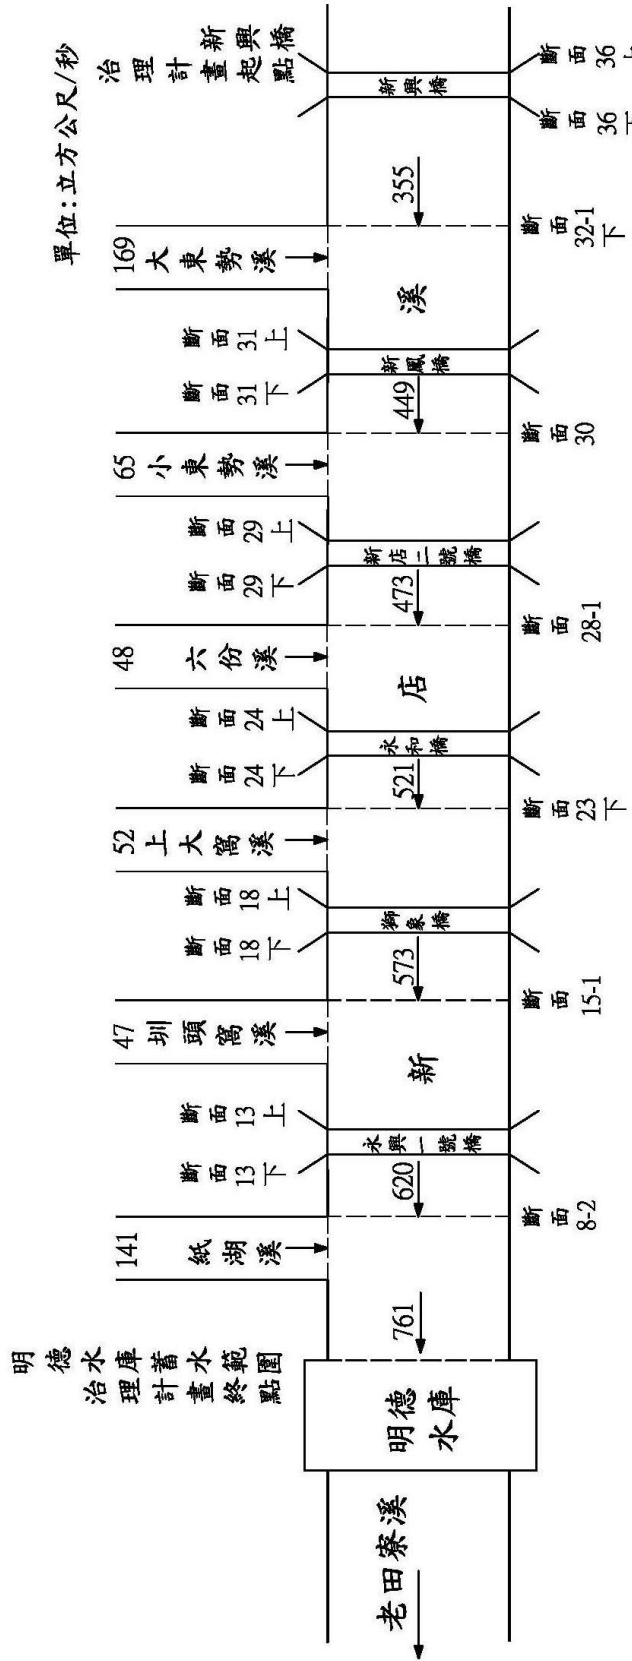 單位：立方公尺/秒
明德水庫蓄水範圍
治理計畫終點
141
紙湖溪
斷面13下
斷面13上
47
圳頭窩溪
斷面18下
斷面18上
52
上大窩溪
斷面24下
斷面24上
48
六份溪
斷面29下
斷面29上
65
小東勢溪
斷面31下
斷面31上
169
大東勢溪
新興橋
治理計畫起點
老田寮溪
明德水庫
761
620
永興一號橋
新
573
獅象橋
521
永和橋
店
473
新店二號橋
449
新鳳橋
溪
355
新興橋
斷面8-2
斷面15-1
斷面23下
斷面28-1
斷面30
斷面32-1下
斷面36下
斷面36上